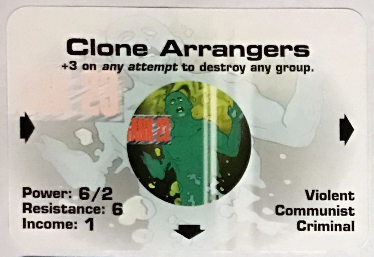 Clone Arrangers
+3 on any attempt to destroy any group.
Power: 6/2
Resistance: 6
Income: 1
Violent
Communist
Criminal